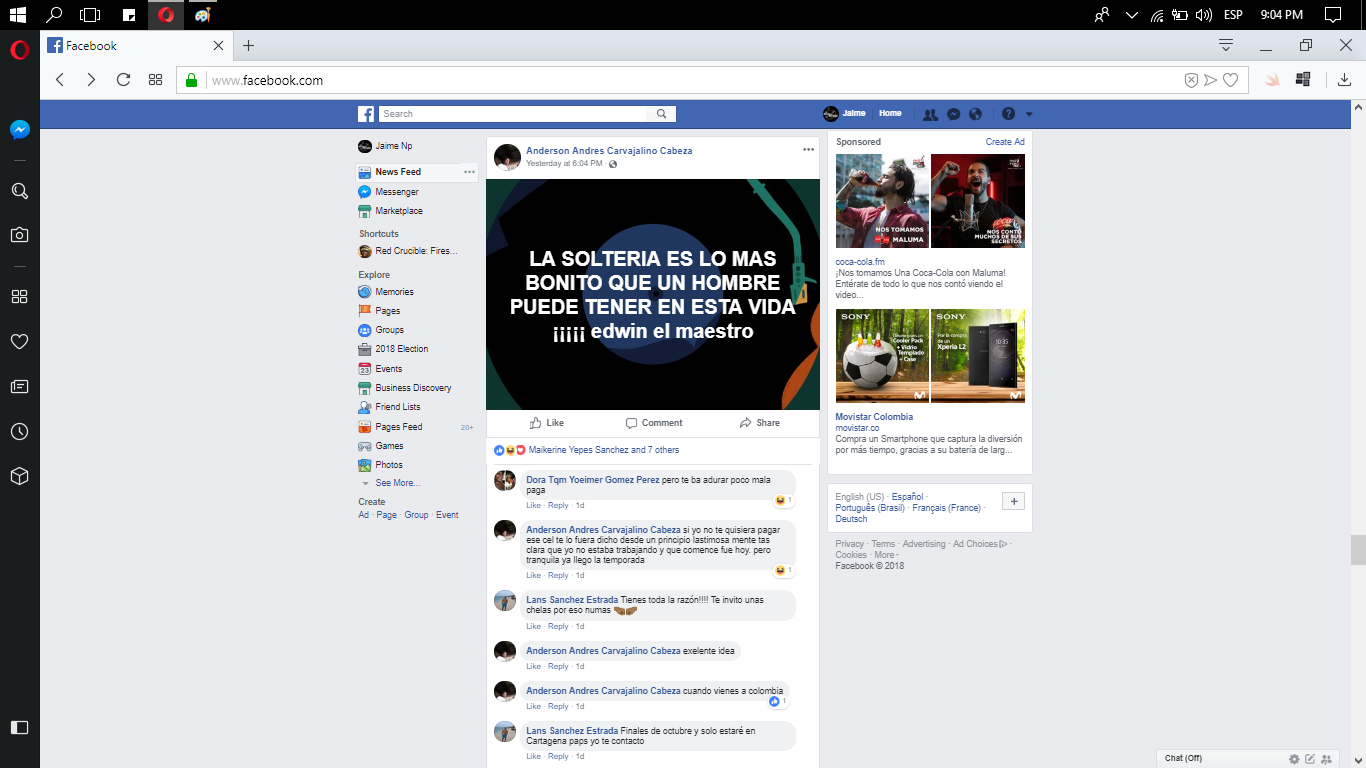 ESP
9:04 PM
Facebook
www.facebook.com
Search
Jaime
Home
Jaime Np
News Feed
Messenger
Marketplace
Shortcuts
Red Crucible: Fires...
Explore
Memories
Pages
Groups
2018 Election
23
Events
Business Discovery
Friend Lists
Pages Feed
20+
Games
Photos
See More...
Create
Ad · Page · Group · Event
Anderson Andres Carvajalino Cabeza
Yesterday at 6:04 PM ·
LA SOLTERIA ES LO MAS
BONITO QUE UN HOMBRE
PUEDE TENER EN ESTA VIDA
¡¡¡¡¡ edwin el maestro
Like
Comment
Share
Maikerine Yepes Sanchez and 7 others
Dora Tqm Yoeimer Gomez Perez pero te ba adurar poco mala
paga
1
Like · Reply · 1d
Anderson Andres Carvajalino Cabeza si yo no te quisiera pagar
ese cel te lo fuera dicho desde un principio lastimosa mente tas
clara que yo no estaba trabajando y que comence fue hoy. pero
tranquila ya llego la temporada
1
Like · Reply · 1d
Lans Sanchez Estrada Tienes toda la razón!!!! Te invito unas
chelas por eso numas
Like · Reply · 1d
Anderson Andres Carvajalino Cabeza exelente idea
Like · Reply · 1d
Anderson Andres Carvajalino Cabeza cuando vienes a colombia
1
Like · Reply · 1d
Lans Sanchez Estrada Finales de octubre y solo estaré en
Cartagena paps yo te contacto
Like · Reply · 1d
Sponsored
Create Ad
NOS TOMAMOS
MALUMA
NOS CONTÓ
MUCHOS DE SUS
SECRETOS
coca-cola.fm
¡Nos tomamos Una Coca-Cola con Maluma!
Entérate de todo lo que nos contó viendo el
video...
SONY
Cooler Pack
+ Vidrio
Templado
+ Case
SONY
Por la compra
de un
Xperia L2
10:35
Movistar Colombia
movistar.co
Compra un Smartphone que captura la diversión
por más tiempo, gracias a su batería de larg...
English (US) · Español ·
Português (Brasil) · Français (France) ·
Deutsch
Privacy · Terms · Advertising · Ad Choices ·
Cookies · More
Facebook © 2018
Chat (Off)